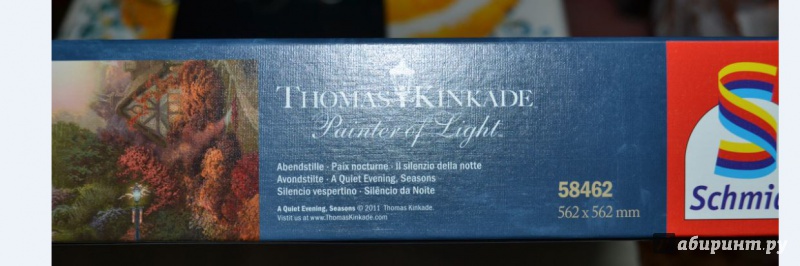 THOMAS KINKADE
Painter of Light
Abendstille · Paix nocturne · Il silenzio della notte
Avondstilte · A Quiet Evening, Seasons
Silencio vespertino · Silêncio da Noite
A Quiet Evening, Seasons © 2011 Thomas Kinkade.
Vistit us at www.ThomasKinkade.com
58462
562 x 562 mm
S
Schmid
Лабиринт.ру